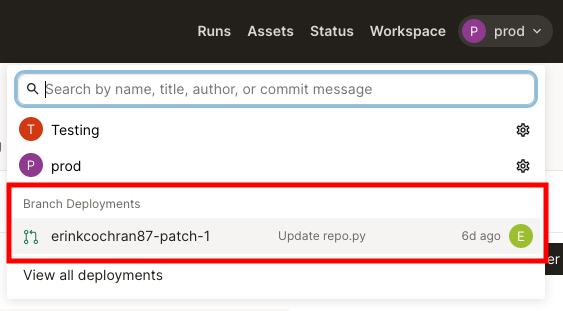 Runs Assets Status Workspace P prod
Search by name, title, author, or commit message
T Testing
P prod
Branch Deployments
erinkcochran87-patch-1 Update repo.py 6d ago E
er
View all deployments